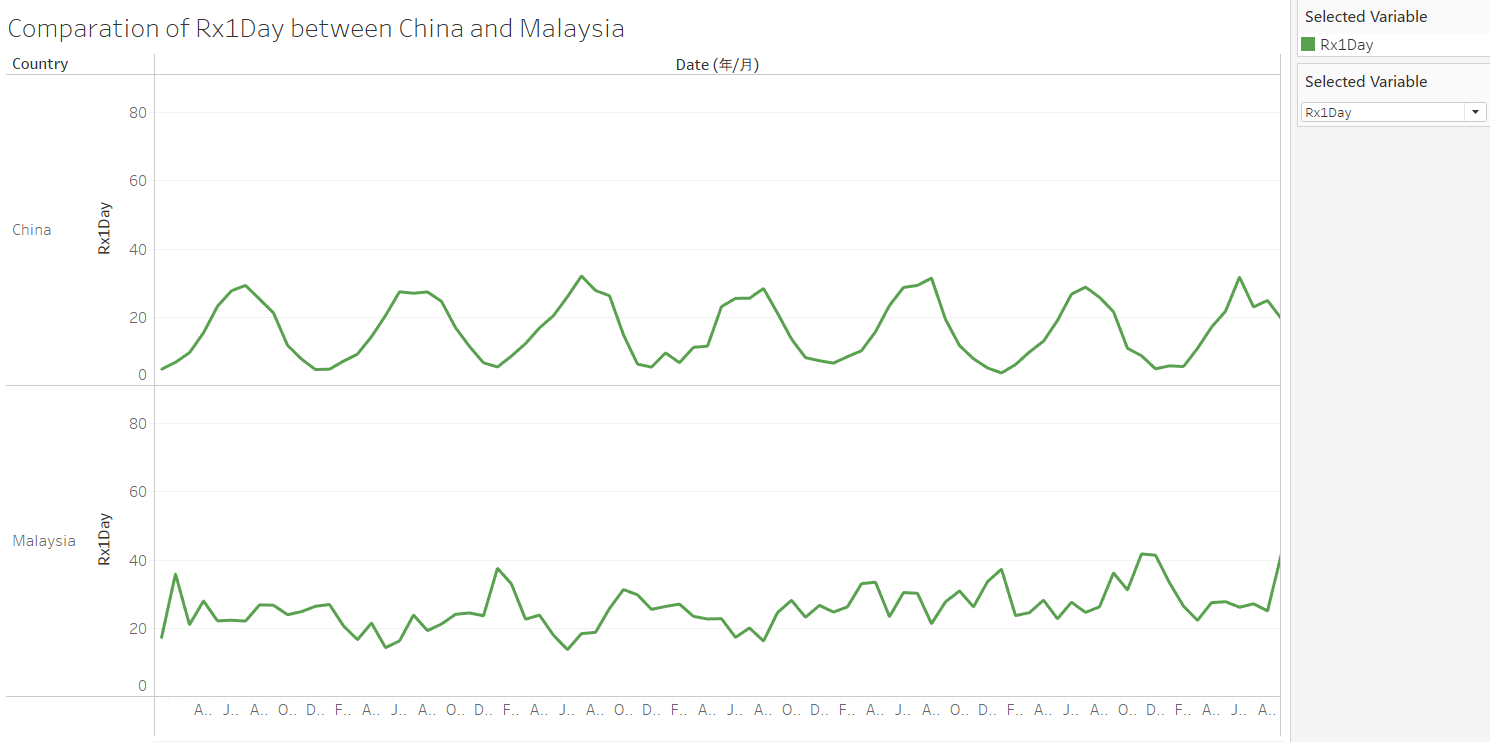 Comparation of Rx1Day between China and Malaysia
Country
Date (年/月)
China
Rx1Day
80
60
40
20
0
Malaysia
Rx1Day
80
60
40
20
0
A.. J.. A.. O.. D.. F.. A.. J.. A.. O.. D.. F.. A.. J.. A.. O.. D.. F.. A.. J.. A.. O.. D.. F.. A.. J.. A.. O.. D.. F.. A.. J.. A.. O.. D.. F.. A.. J.. A..
Selected Variable
Rx1Day
Selected Variable
Rx1Day